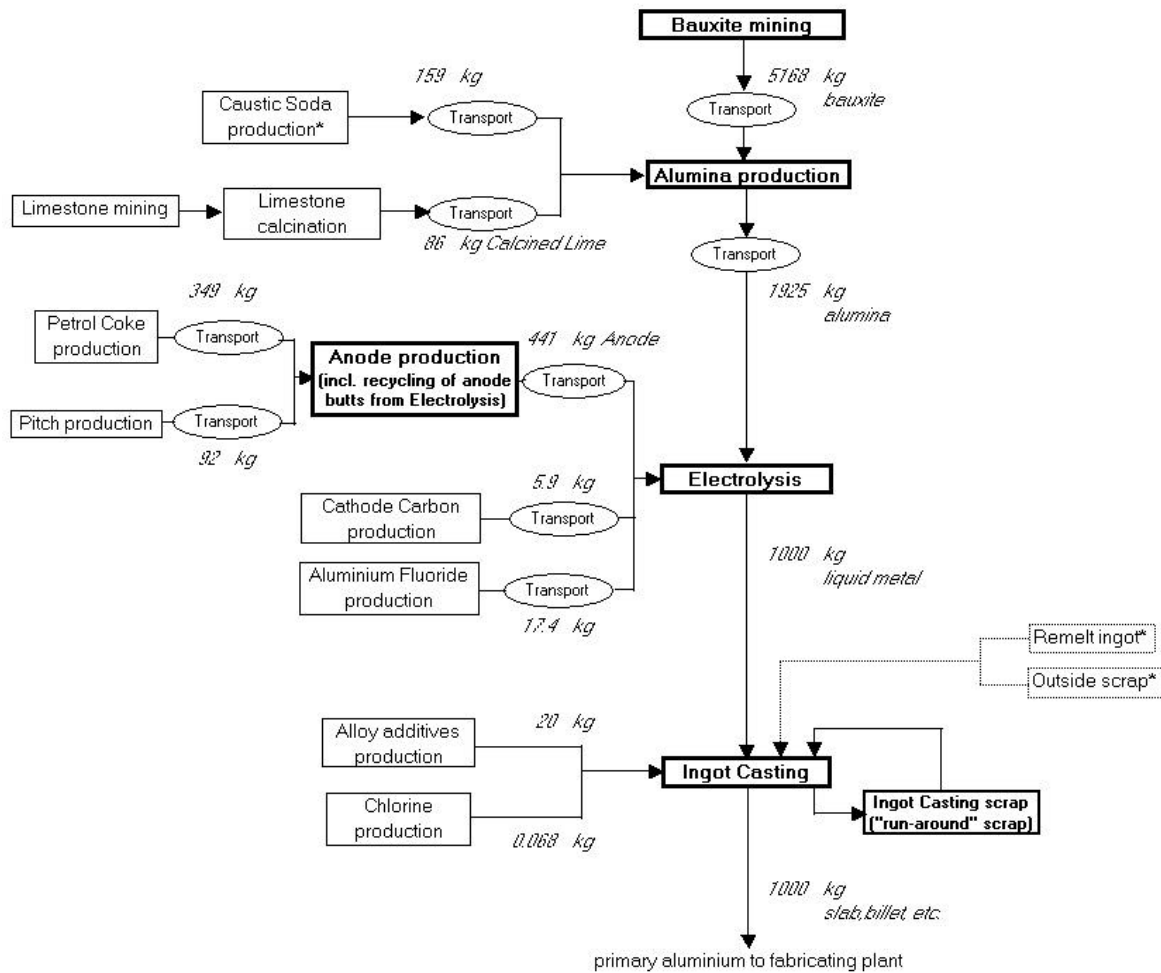 Bauxite mining
159 kg
5168 kg
bauxite
Caustic Soda
production*
Transport
Transport
Alumina production
Limestone mining
Limestone
calcination
Transport
86 kg Calcined Lime
Transport
349 kg
1925 kg
alumina
Petrol Coke
production
Transport
441 kg Anode
Anode production
(incl. recycling of anode
butts from Electrolysis)
Transport
Pitch production
Transport
92 kg
Electrolysis
5.9 kg
Cathode Carbon
production
Transport
1000 kg
liquid metal
Aluminium Fluoride
production
Transport
17.4 kg
Remelt ingot*
Outside scrap*
20 kg
Alloy additives
production
Ingot Casting
Chlorine
production
0.068 kg
Ingot Casting scrap
("run-around" scrap)
1000 kg
slab,billet etc.
primary aluminium to fabricating plant